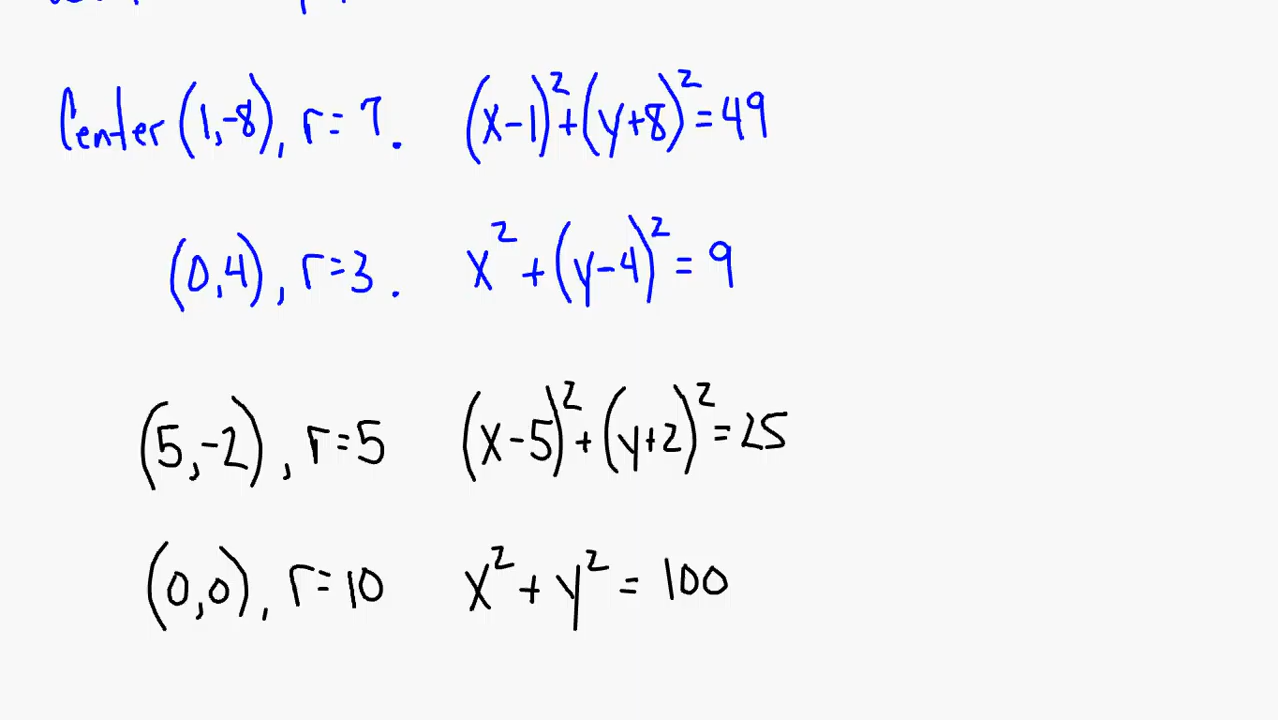 Center (1,-8), r=7. (x-1)²+(y+8)²=49
(0,4), r=3. x²+(y-4)²=9
(5,-2), r=5 (x-5)²+(y+2)²=25
(0,0), r=10 x²+y²=100